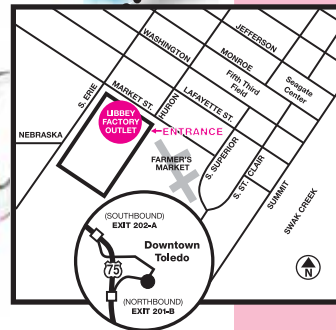 JEFFERSON
WASHINGTON
MONROE
Fifth Third
Field
Seagate
Center
S. ERIE
MARKET ST.
HURON
LAFAYETTE ST.
LIBBEY
FACTORY
OUTLET
ENTRANCE
NEBRASKA
FARMER'S
MARKET
S. SUPERIOR
S. ST. CLAIR
SUMMIT
SWAK CREEK
(SOUTHBOUND)
EXIT 202-A
Downtown
Toledo
75
(NORTHBOUND)
EXIT 201-B
N